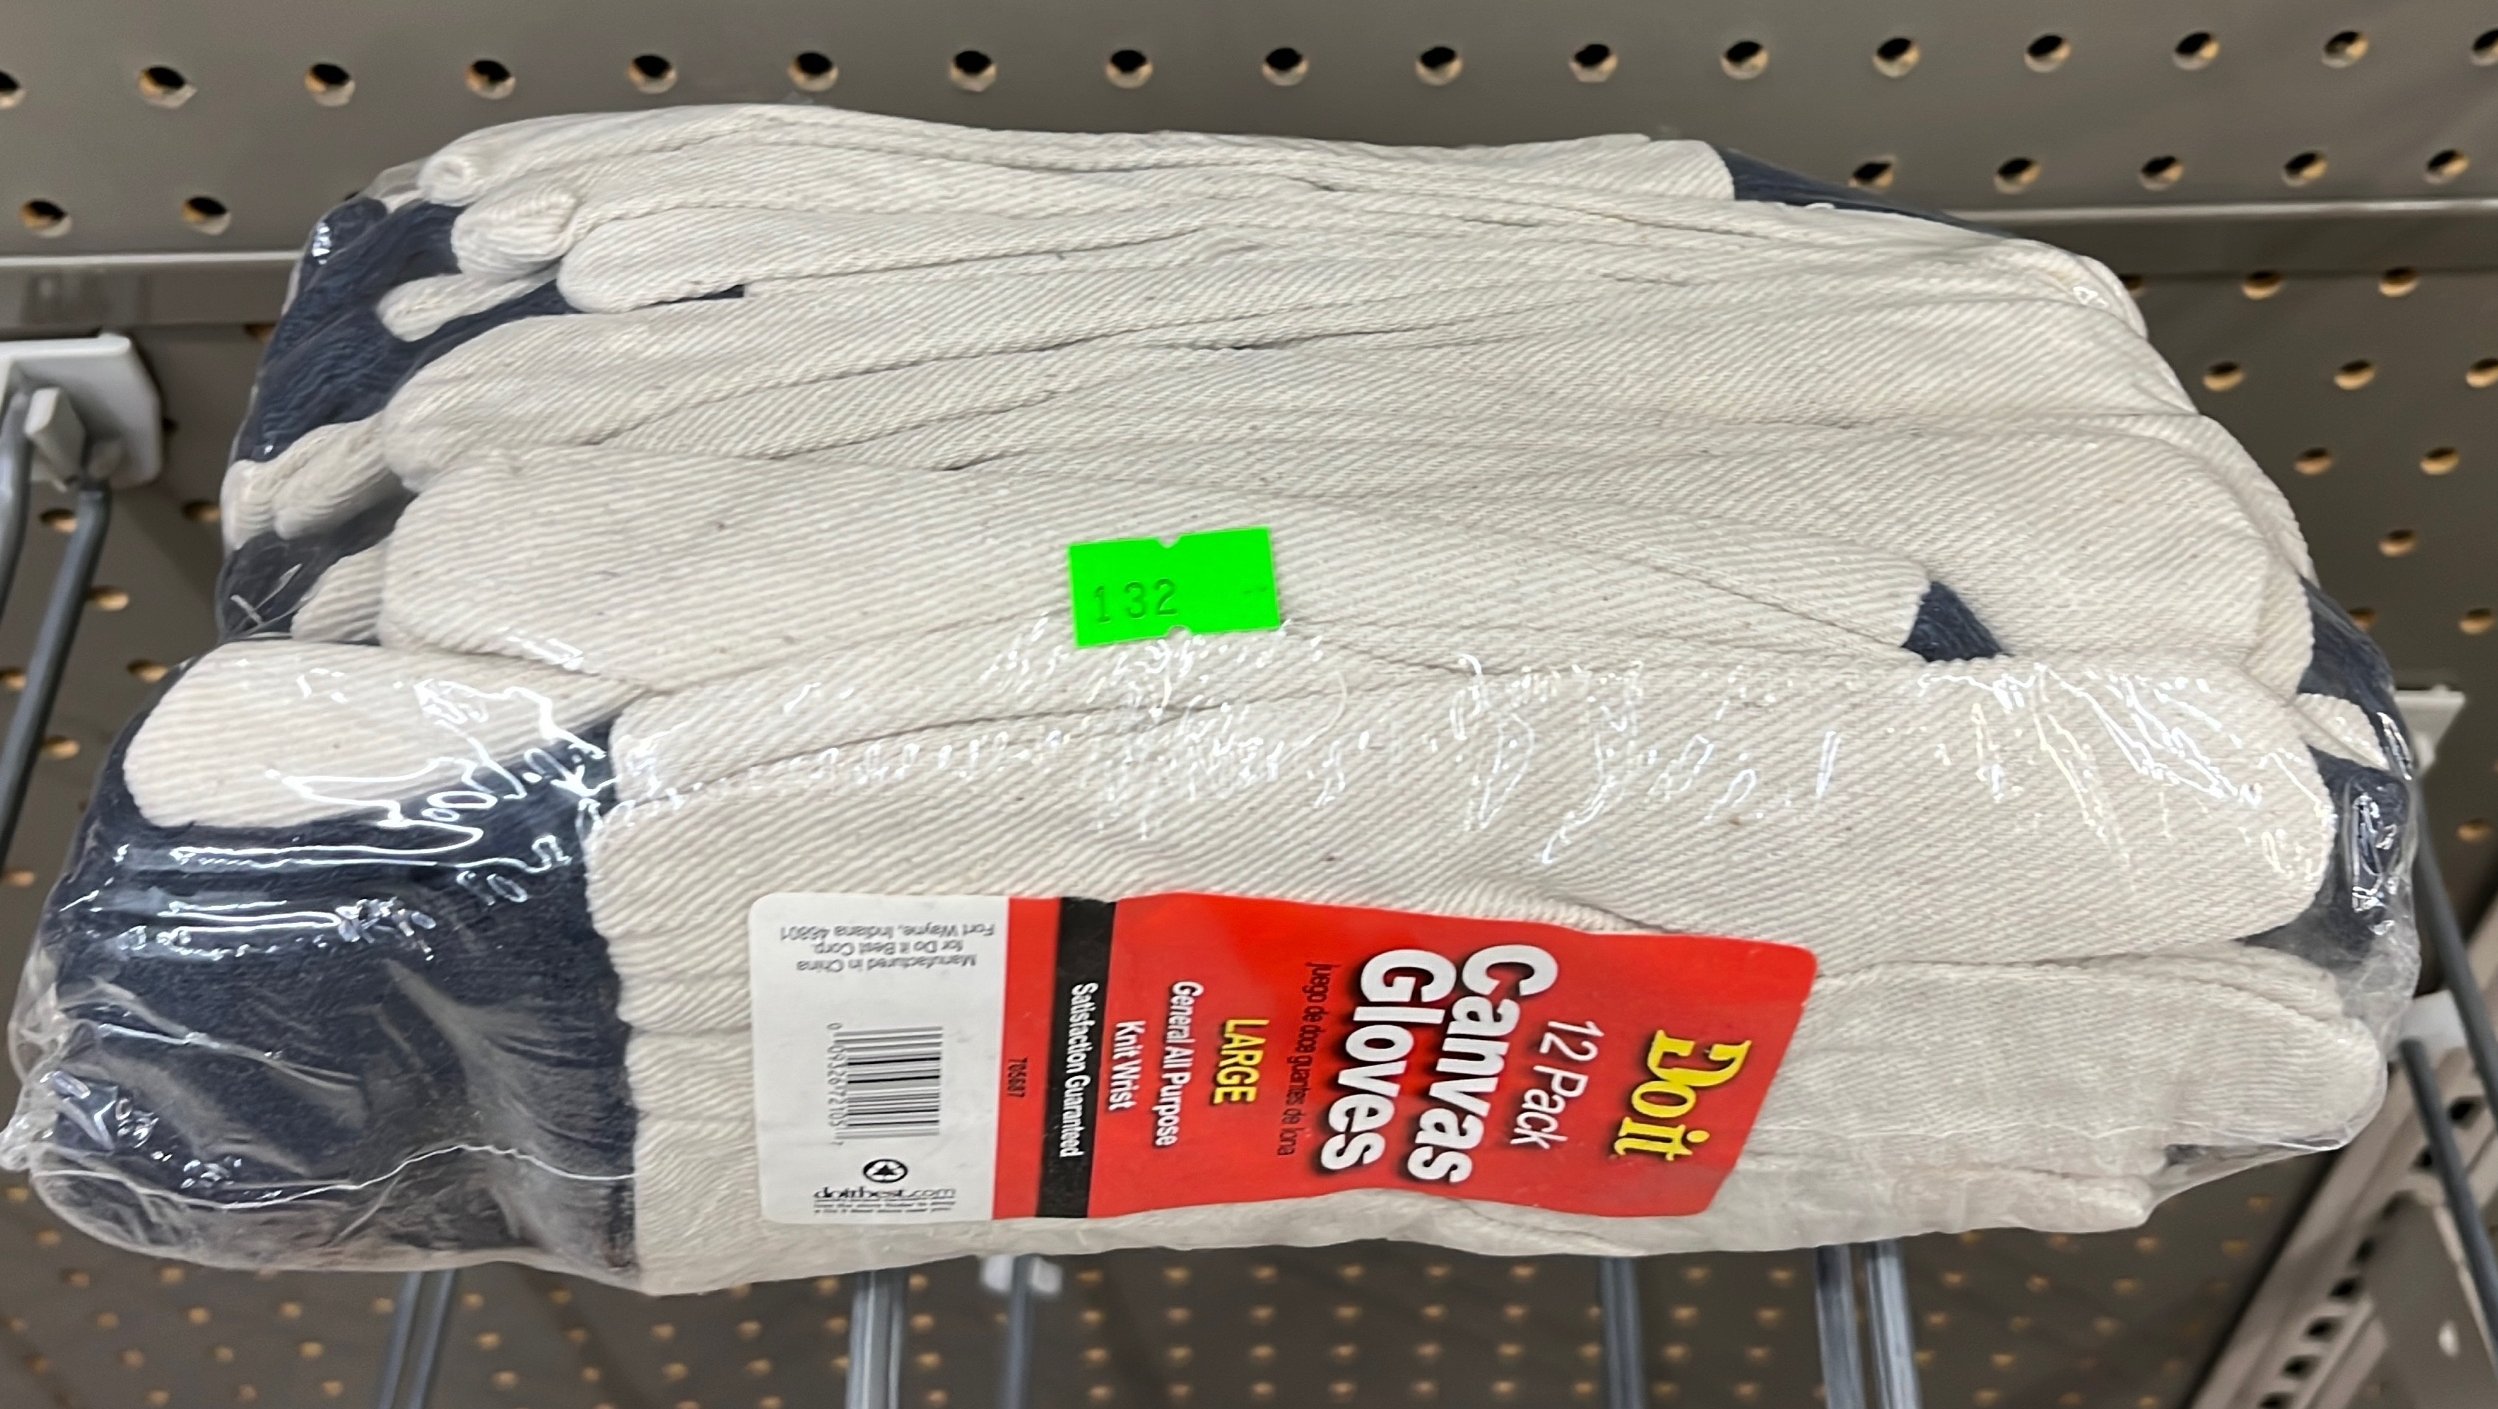 132
Do it
12 Pack
Canvas
Gloves
Juego de doce guantes de lona
LARGE
General All Purpose
Knit Wrist
Satisfaction Guaranteed
705687
Manufactured in China
for Do it Best Corp.
Fort Wayne, Indiana 46801
doitbest.com